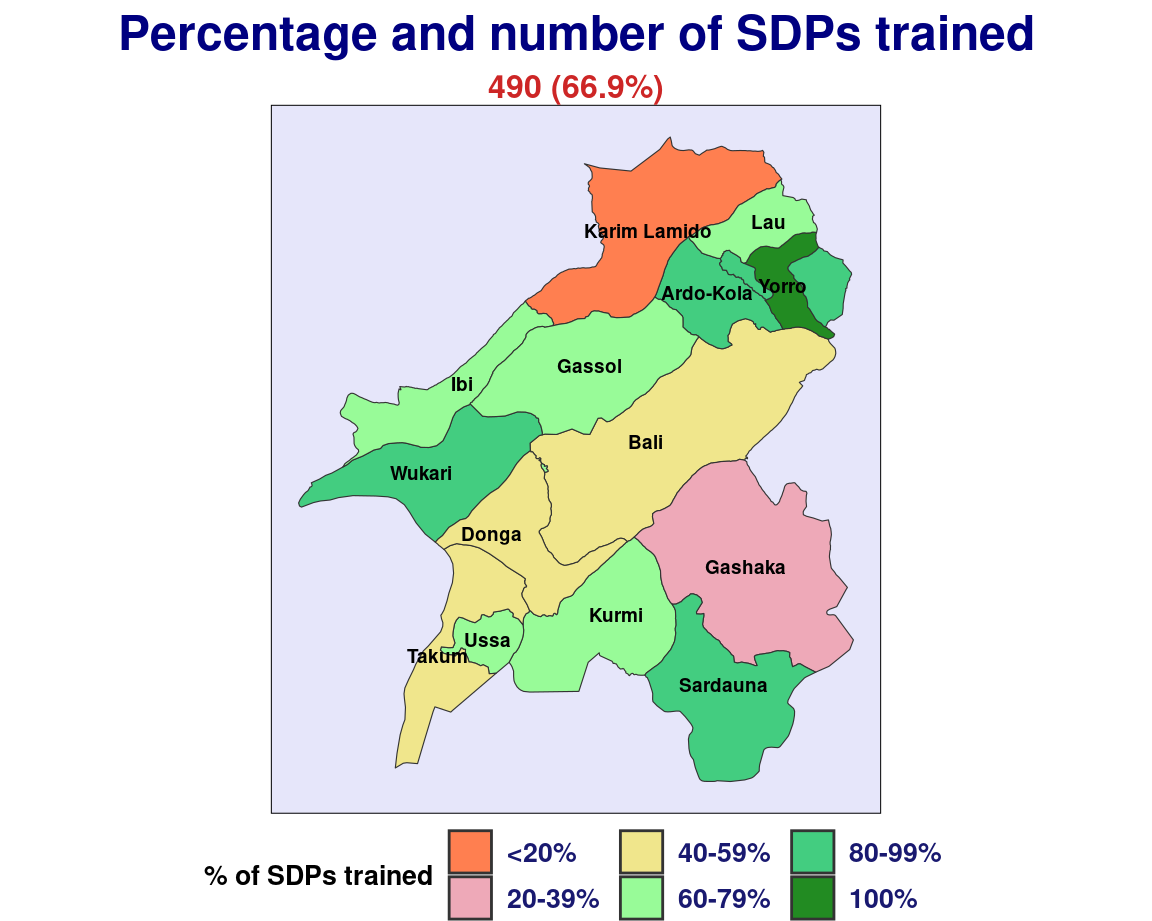 Percentage and number of SDPs trained
490 (66.9%)
Lau
Karim Lamido
Yorro
Ardo-Kola
Gassol
Ibi
Bali
Wukari
Donga
Gashaka
Kurmi
Ussa
Takum
Sardauna
% of SDPs trained
<20%
40-59%
80-99%
20-39%
60-79%
100%